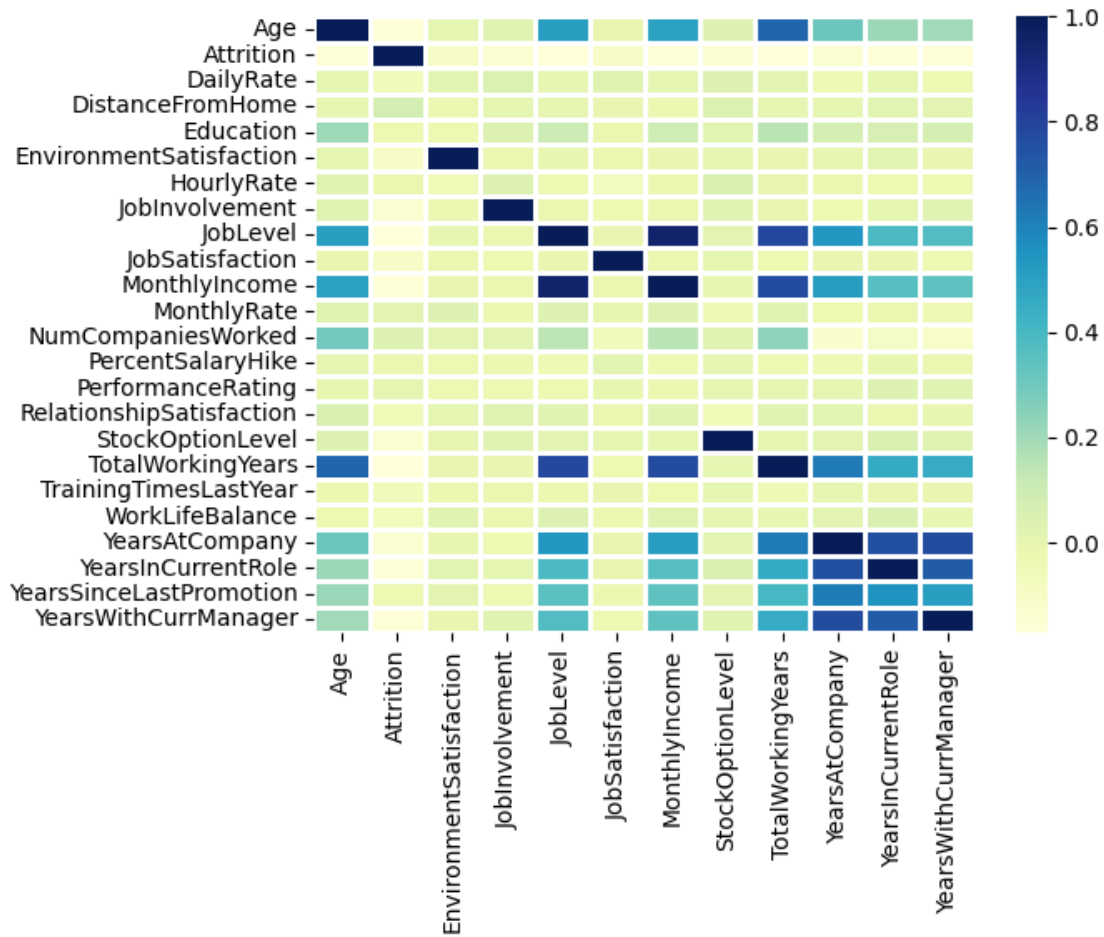 Age
Attrition
DailyRate
DistanceFromHome
Education
EnvironmentSatisfaction
HourlyRate
JobInvolvement
JobLevel
JobSatisfaction
MonthlyIncome
MonthlyRate
NumCompaniesWorked
PercentSalaryHike
PerformanceRating
RelationshipSatisfaction
StockOptionLevel
TotalWorkingYears
TrainingTimesLastYear
WorkLifeBalance
YearsAtCompany
YearsInCurrentRole
YearsSinceLastPromotion
YearsWithCurrManager
Age
Attrition
EnvironmentSatisfaction
JobInvolvement
JobLevel
JobSatisfaction
MonthlyIncome
StockOptionLevel
TotalWorkingYears
YearsAtCompany
YearsInCurrentRole
YearsWithCurrManager
1.0
0.8
0.6
0.4
0.2
0.0